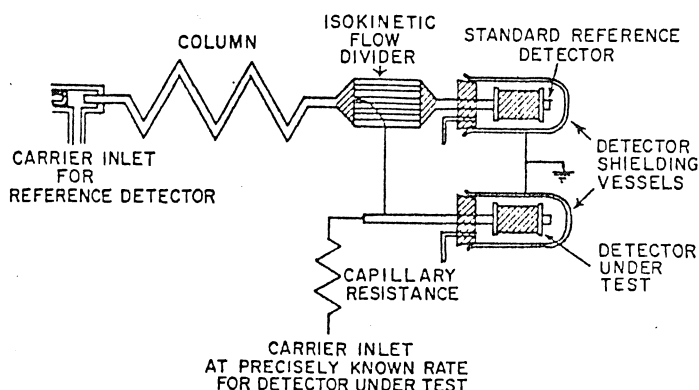 COLUMN
ISOKINETIC
FLOW
DIVIDER
STANDARD REFERENCE
DETECTOR
CARRIER INLET
FOR
REFERENCE DETECTOR
DETECTOR
SHIELDING
VESSELS
CAPILLARY
RESISTANCE
DETECTOR
UNDER
TEST
CARRIER INLET
AT PRECISELY KNOWN RATE
FOR DETECTOR UNDER TEST